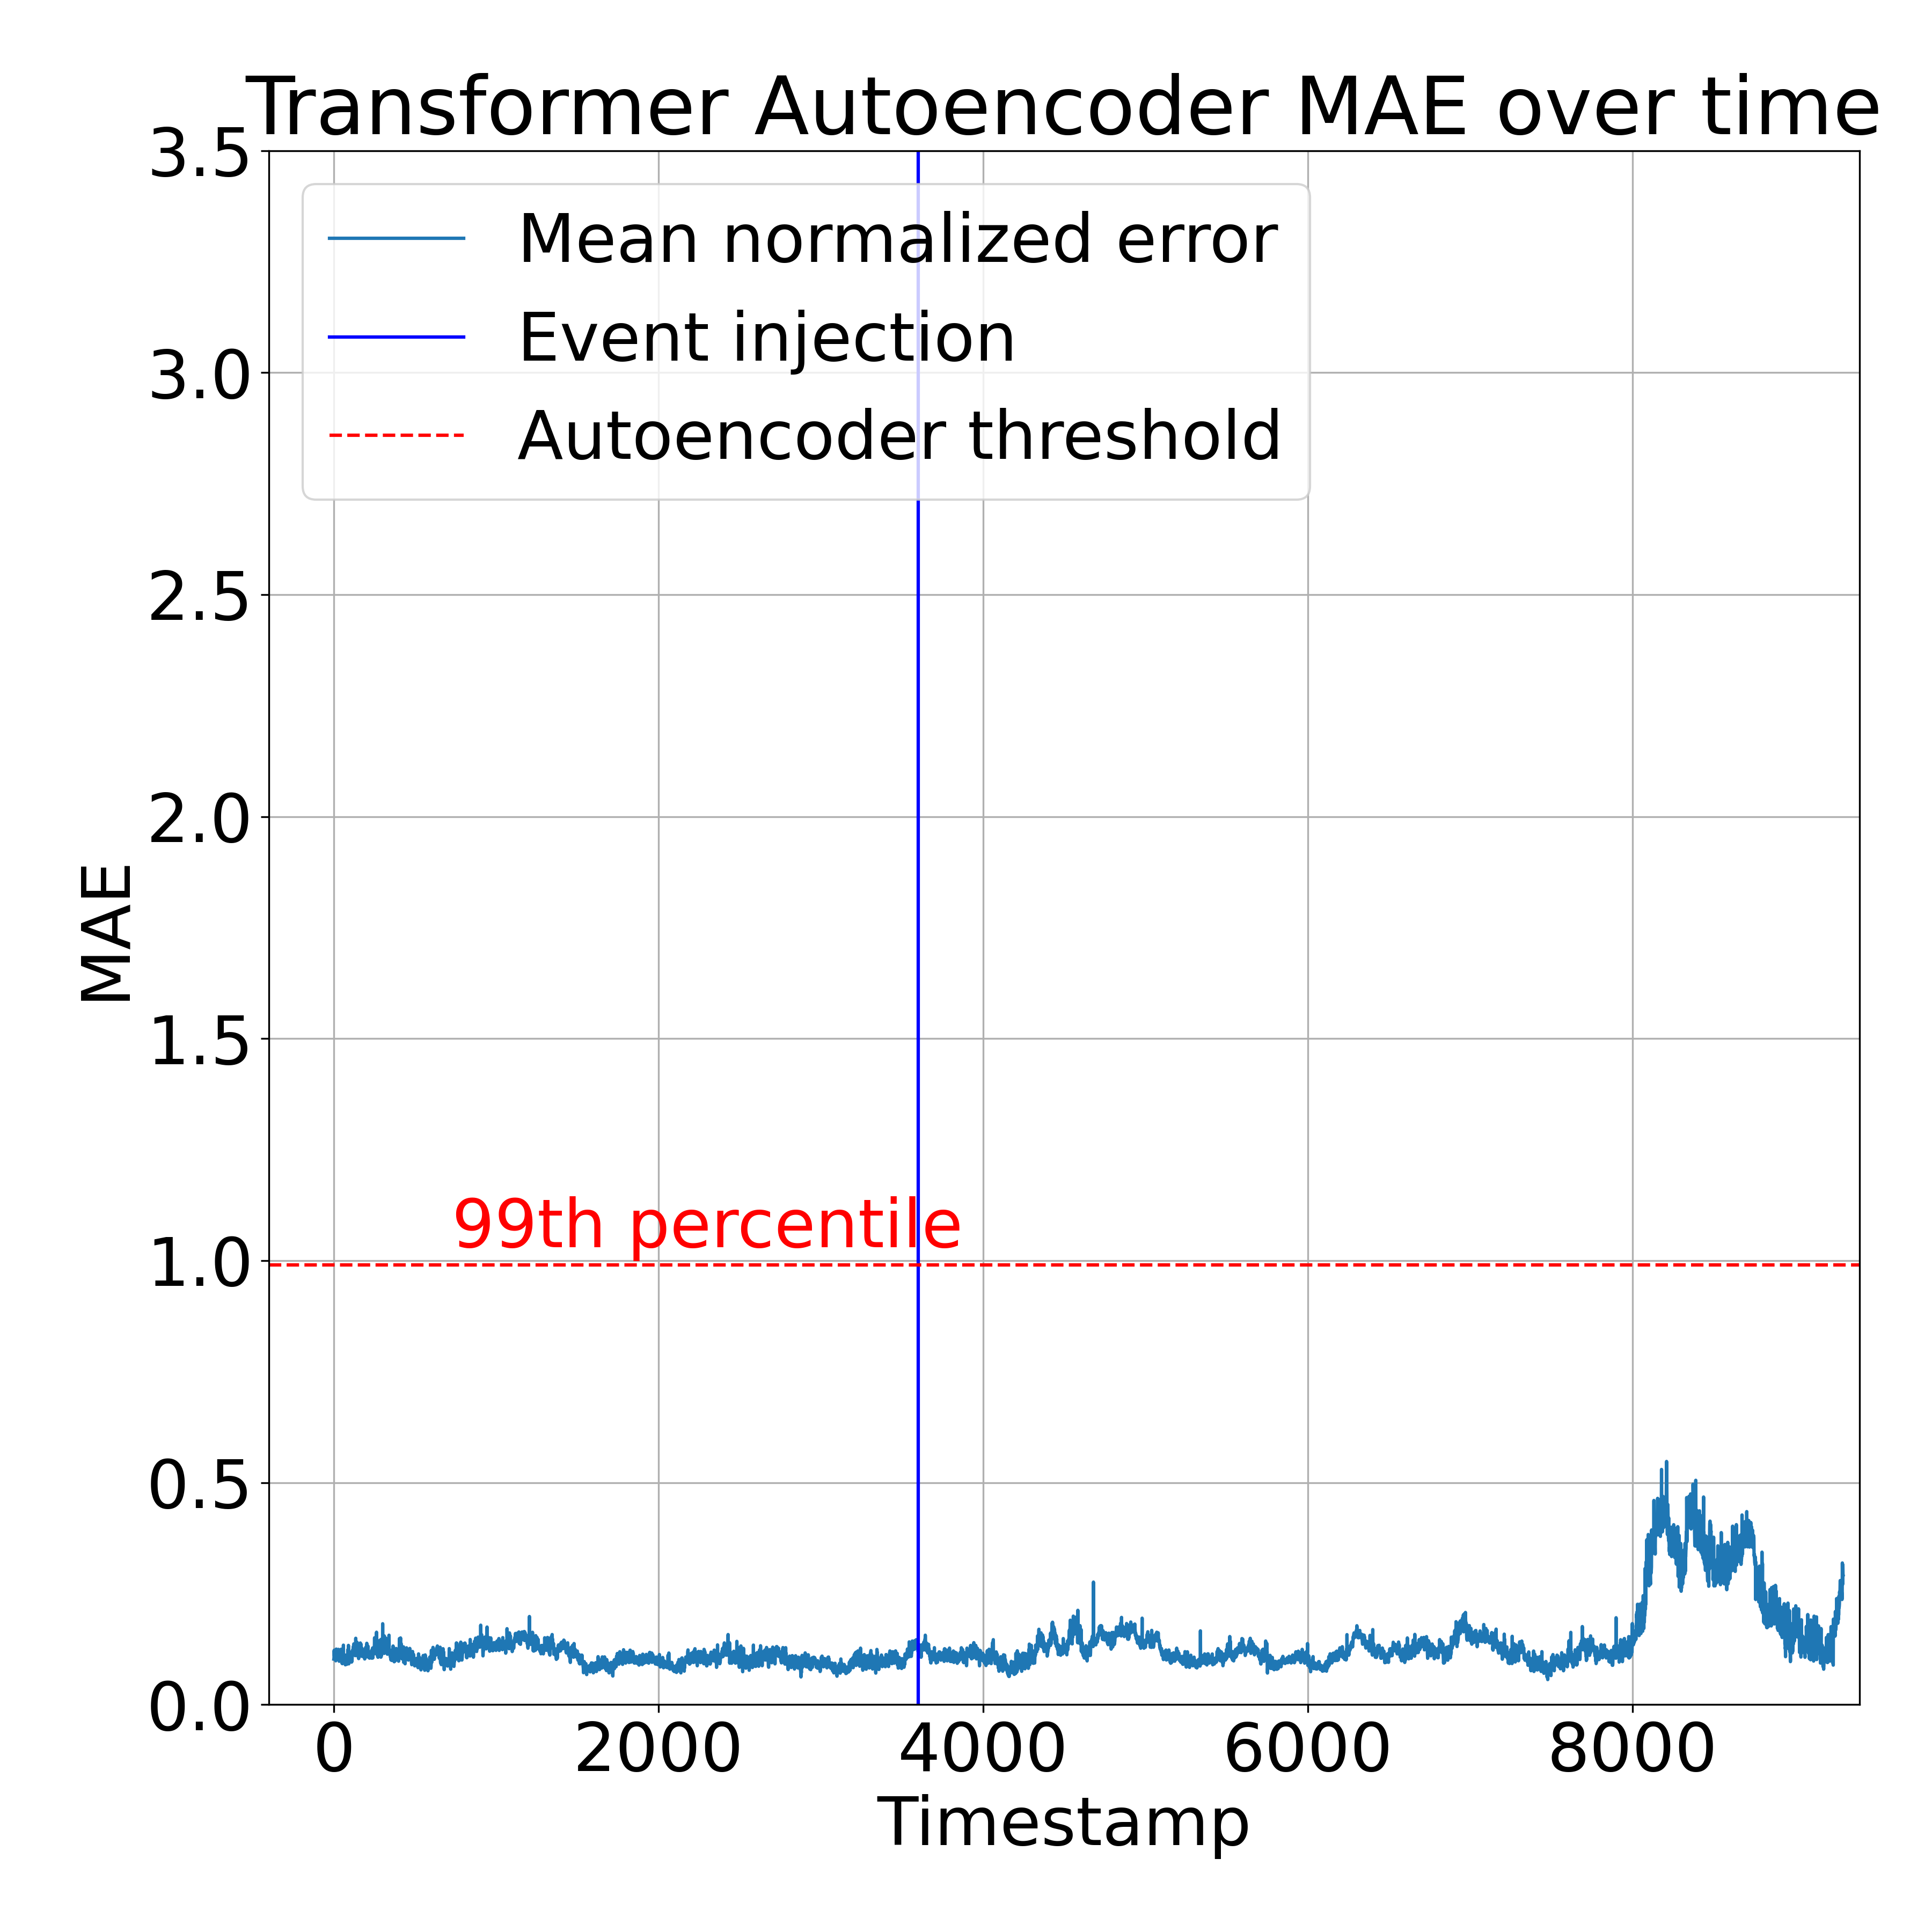 Transformer Autoencoder MAE over time
3.5
3.0
2.5
2.0
1.5
1.0
0.5
0.0
MAE
Mean normalized error
Event injection
Autoencoder threshold
99th percentile
0 2000 4000 6000 8000
Timestamp